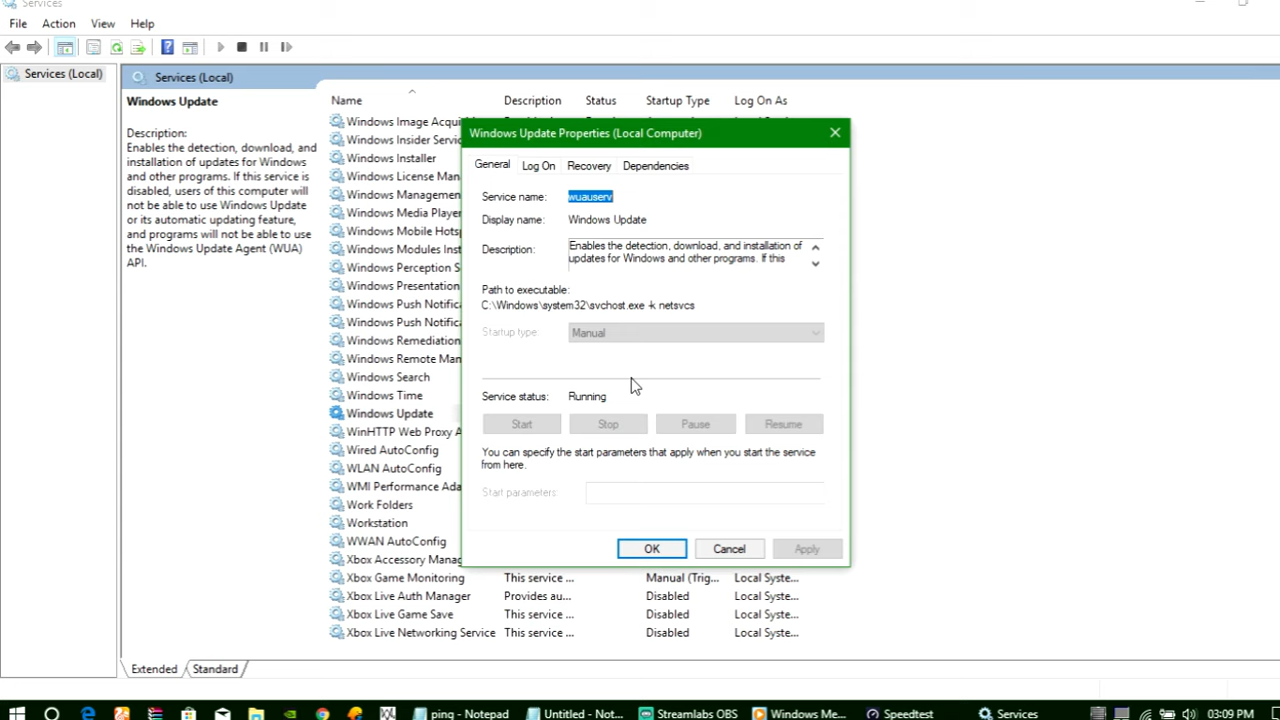 Services
File Action View Help
Services (Local)
Services (Local)
Windows Update
Description:
Enables the detection, download, and
installation of updates for Windows
and other programs. If this service is
disabled, users of this computer will
not be able to use Windows Update
or its automatic updating feature,
and programs will not be able to use
the Windows Update Agent (WUA)
API.
Name Description Status Startup Type Log On As
Windows Image Acqui
Windows Insider Servic
Windows Installer
Windows License Man
Windows Management
Windows Media Player
Windows Mobile Hots
Windows Modules Inst
Windows Perception S
Windows Presentation
Windows Push Notifica
Windows Push Notifica
Windows Remediation
Windows Remote Man
Windows Search
Windows Time
Windows Update
WinHTTP Web Proxy A
Wired AutoConfig
WLAN AutoConfig
WMI Performance Ada
Work Folders
Workstation
WWAN AutoConfig
Xbox Accessory Manag
Xbox Game Monitoring This service ... Manual (Trig... Local Syste...
Xbox Live Auth Manager Provides au... Disabled Local Syste...
Xbox Live Game Save This service ... Disabled Local Syste...
Xbox Live Networking Service This service ... Disabled Local Syste...
Windows Update Properties (Local Computer)
General Log On Recovery Dependencies
Service name: wuauserv
Display name: Windows Update
Description: Enables the detection, download, and installation of
updates for Windows and other programs. If this
Path to executable:
C:\Windows\system32\svchost.exe -k netsvcs
Startup type: Manual
Service status: Running
Start Stop Pause Resume
You can specify the start parameters that apply when you start the service
from here.
Start parameters:
OK Cancel Apply
Extended Standard
ping - Notepad Untitled - Not... Streamlabs OBS Windows Me... Speedtest Services 03:09 PM